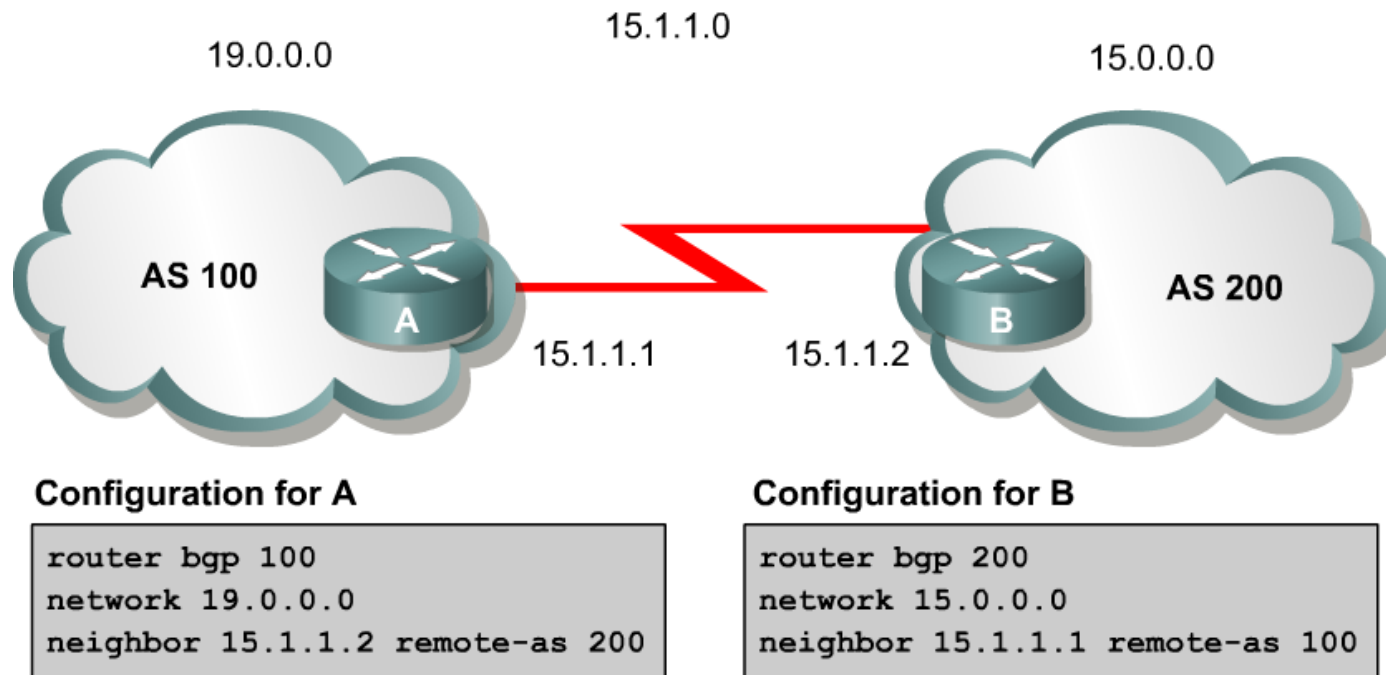 15.1.1.0
19.0.0.0
15.0.0.0
AS 100
A
B
AS 200
15.1.1.1
15.1.1.2
Configuration for A
router bgp 100
network 19.0.0.0
neighbor 15.1.1.2 remote-as 200
Configuration for B
router bgp 200
network 15.0.0.0
neighbor 15.1.1.1 remote-as 100